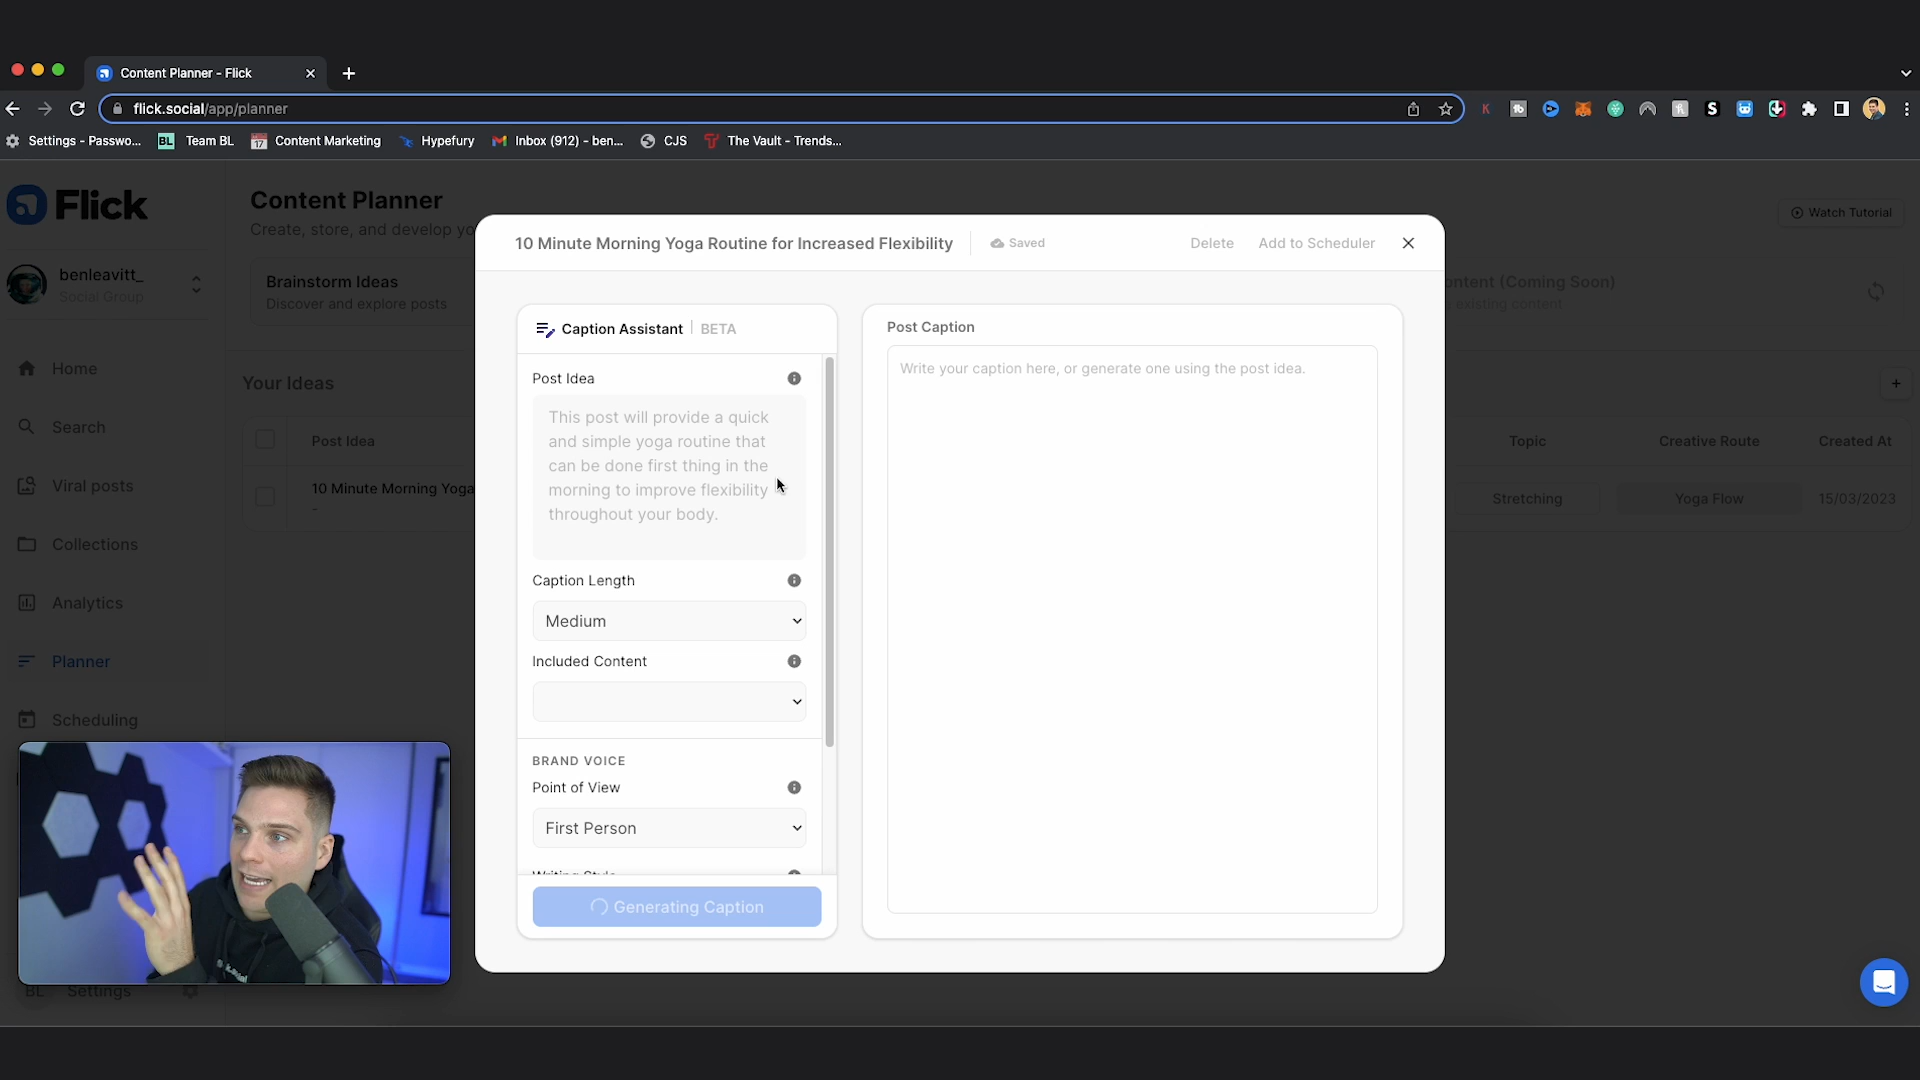 Content Planner - Flick
flick.social/app/planner
Settings - Passwo...
BL Team BL
17 Content Marketing
Hypefury
Inbox (912) - ben...
CJS
The Vault - Trends...
Flick
Content Planner
Create, store, and develop yo
Watch Tutorial
benleavitt_
Social Group
Brainstorm Ideas
Discover and explore posts
ontent (Coming Soon)
existing content
Home
Search
Viral posts
Collections
Analytics
Planner
Scheduling
BL Settings
Your Ideas
Post Idea
Topic
Creative Route
Created At
10 Minute Morning Yoga
-
Stretching
Yoga Flow
15/03/2023
10 Minute Morning Yoga Routine for Increased Flexibility
Saved
Delete
Add to Scheduler
Caption Assistant | BETA
Post Idea
This post will provide a quick
and simple yoga routine that
can be done first thing in the
morning to improve flexibility
throughout your body.
Caption Length
Medium
Included Content
BRAND VOICE
Point of View
First Person
Writing Style
Generating Caption
Post Caption
Write your caption here, or generate one using the post idea.